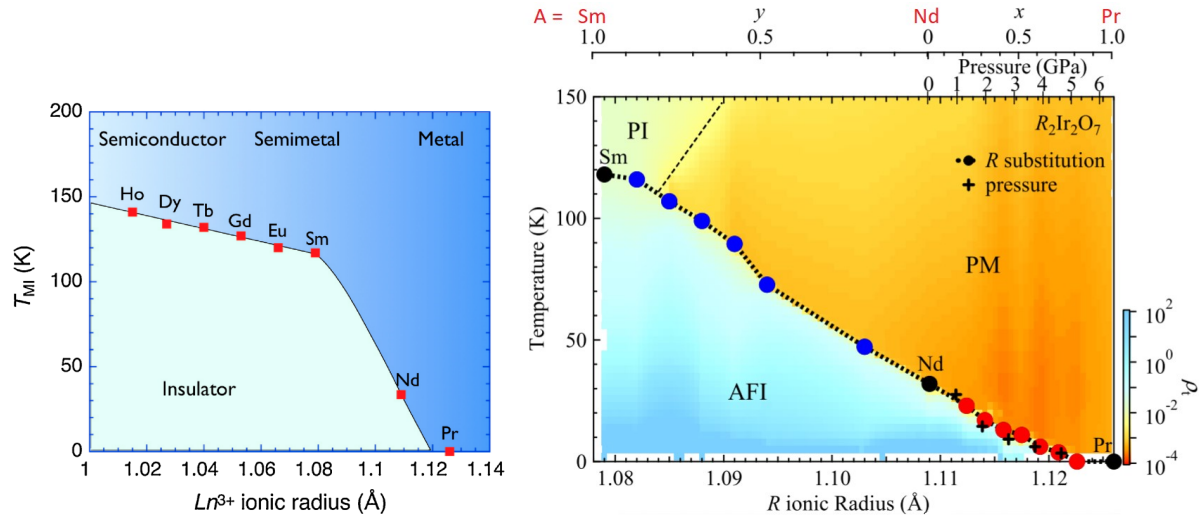 200
150
100
50
0
T_MI (K)
Semiconductor Semimetal Metal
Ho
Dy
Tb
Gd
Eu
Sm
Nd
Pr
Insulator
1 1.02 1.04 1.06 1.08 1.1 1.12 1.14
Ln³⁺ ionic radius (Å)
A = Sm y Nd x Pr
1.0 0.5 0 0.5 1.0
Pressure (GPa)
0 1 2 3 4 5 6
150
100
50
0
Temperature (K)
PI
Sm
R₂Ir₂O₇
R substitution
pressure
PM
Nd
AFI
Pr
10²
10⁰
10⁻¹
10⁻²
10⁻⁴
1.08 1.09 1.10 1.11 1.12
R ionic Radius (Å)